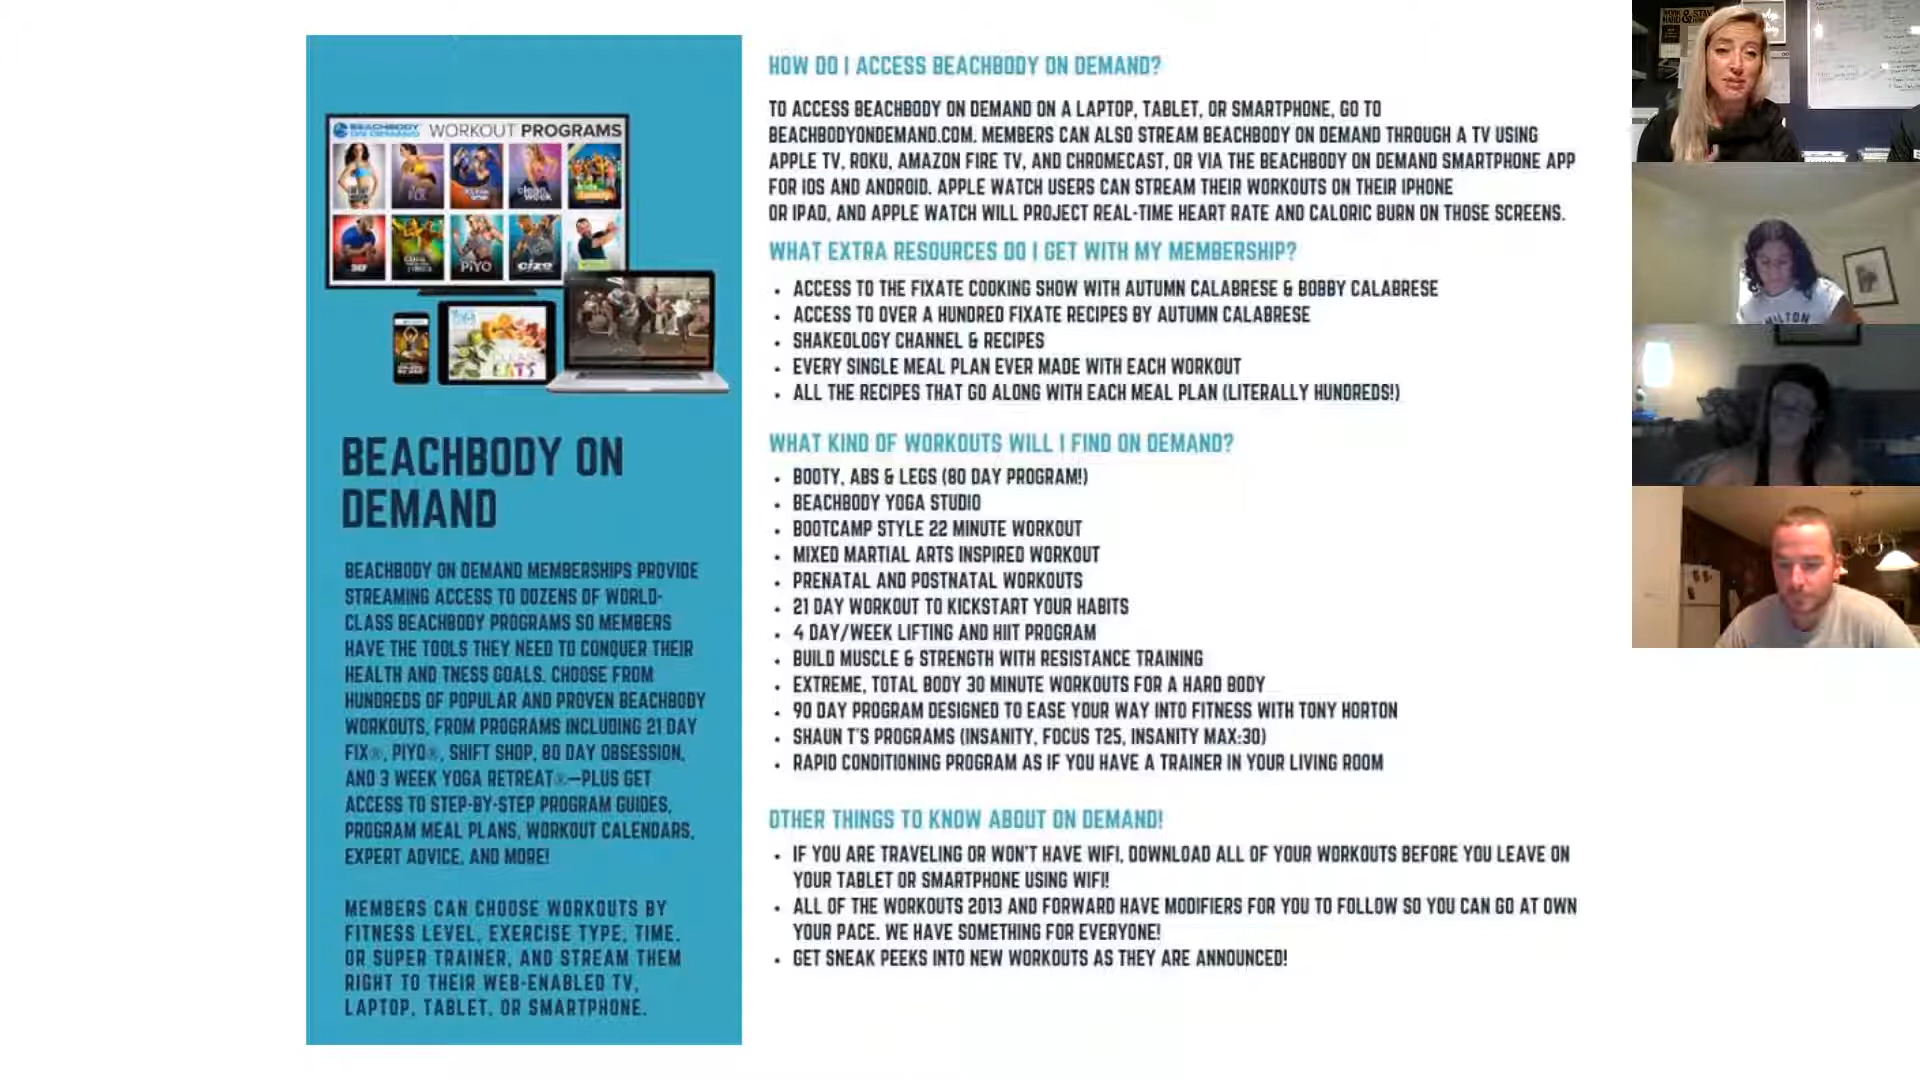 BEACHBODY ON DEMAND WORKOUT PROGRAMS
FIX
clean week
PiYO
cize
CLEAN EATS
BEACHBODY ON
DEMAND
BEACHBODY ON DEMAND MEMBERSHIPS PROVIDE
STREAMING ACCESS TO DOZENS OF WORLD-
CLASS BEACHBODY PROGRAMS SO MEMBERS
HAVE THE TOOLS THEY NEED TO CONQUER THEIR
HEALTH AND TNESS GOALS. CHOOSE FROM
HUNDREDS OF POPULAR AND PROVEN BEACHBODY
WORKOUTS, FROM PROGRAMS INCLUDING 21 DAY
FIX®, PIYO®, SHIFT SHOP, 80 DAY OBSESSION,
AND 3 WEEK YOGA RETREAT®—PLUS GET
ACCESS TO STEP-BY-STEP PROGRAM GUIDES,
PROGRAM MEAL PLANS, WORKOUT CALENDARS,
EXPERT ADVICE, AND MORE!
MEMBERS CAN CHOOSE WORKOUTS BY
FITNESS LEVEL, EXERCISE TYPE, TIME,
OR SUPER TRAINER, AND STREAM THEM
RIGHT TO THEIR WEB-ENABLED TV,
LAPTOP, TABLET, OR SMARTPHONE.
HOW DO I ACCESS BEACHBODY ON DEMAND?
TO ACCESS BEACHBODY ON DEMAND ON A LAPTOP, TABLET, OR SMARTPHONE, GO TO
BEACHBODYONDEMAND.COM. MEMBERS CAN ALSO STREAM BEACHBODY ON DEMAND THROUGH A TV USING
APPLE TV, ROKU, AMAZON FIRE TV, AND CHROMECAST, OR VIA THE BEACHBODY ON DEMAND SMARTPHONE APP
FOR IOS AND ANDROID. APPLE WATCH USERS CAN STREAM THEIR WORKOUTS ON THEIR IPHONE
OR IPAD, AND APPLE WATCH WILL PROJECT REAL-TIME HEART RATE AND CALORIC BURN ON THOSE SCREENS.
WHAT EXTRA RESOURCES DO I GET WITH MY MEMBERSHIP?
• ACCESS TO THE FIXATE COOKING SHOW WITH AUTUMN CALABRESE & BOBBY CALABRESE
• ACCESS TO OVER A HUNDRED FIXATE RECIPES BY AUTUMN CALABRESE
• SHAKEOLOGY CHANNEL & RECIPES
• EVERY SINGLE MEAL PLAN EVER MADE WITH EACH WORKOUT
• ALL THE RECIPES THAT GO ALONG WITH EACH MEAL PLAN (LITERALLY HUNDREDS!)
WHAT KIND OF WORKOUTS WILL I FIND ON DEMAND?
• BOOTY, ABS & LEGS (80 DAY PROGRAM!)
• BEACHBODY YOGA STUDIO
• BOOTCAMP STYLE 22 MINUTE WORKOUT
• MIXED MARTIAL ARTS INSPIRED WORKOUT
• PRENATAL AND POSTNATAL WORKOUTS
• 21 DAY WORKOUT TO KICKSTART YOUR HABITS
• 4 DAY/WEEK LIFTING AND HIIT PROGRAM
• BUILD MUSCLE & STRENGTH WITH RESISTANCE TRAINING
• EXTREME, TOTAL BODY 30 MINUTE WORKOUTS FOR A HARD BODY
• 90 DAY PROGRAM DESIGNED TO EASE YOUR WAY INTO FITNESS WITH TONY HORTON
• SHAUN T'S PROGRAMS (INSANITY, FOCUS T25, INSANITY MAX:30)
• RAPID CONDITIONING PROGRAM AS IF YOU HAVE A TRAINER IN YOUR LIVING ROOM
OTHER THINGS TO KNOW ABOUT ON DEMAND!
• IF YOU ARE TRAVELING OR WON'T HAVE WIFI, DOWNLOAD ALL OF YOUR WORKOUTS BEFORE YOU LEAVE ON
YOUR TABLET OR SMARTPHONE USING WIFI!
• ALL OF THE WORKOUTS 2013 AND FORWARD HAVE MODIFIERS FOR YOU TO FOLLOW SO YOU CAN GO AT OWN
YOUR PACE. WE HAVE SOMETHING FOR EVERYONE!
• GET SNEAK PEEKS INTO NEW WORKOUTS AS THEY ARE ANNOUNCED!
WORK HARD & STAY
MILTON